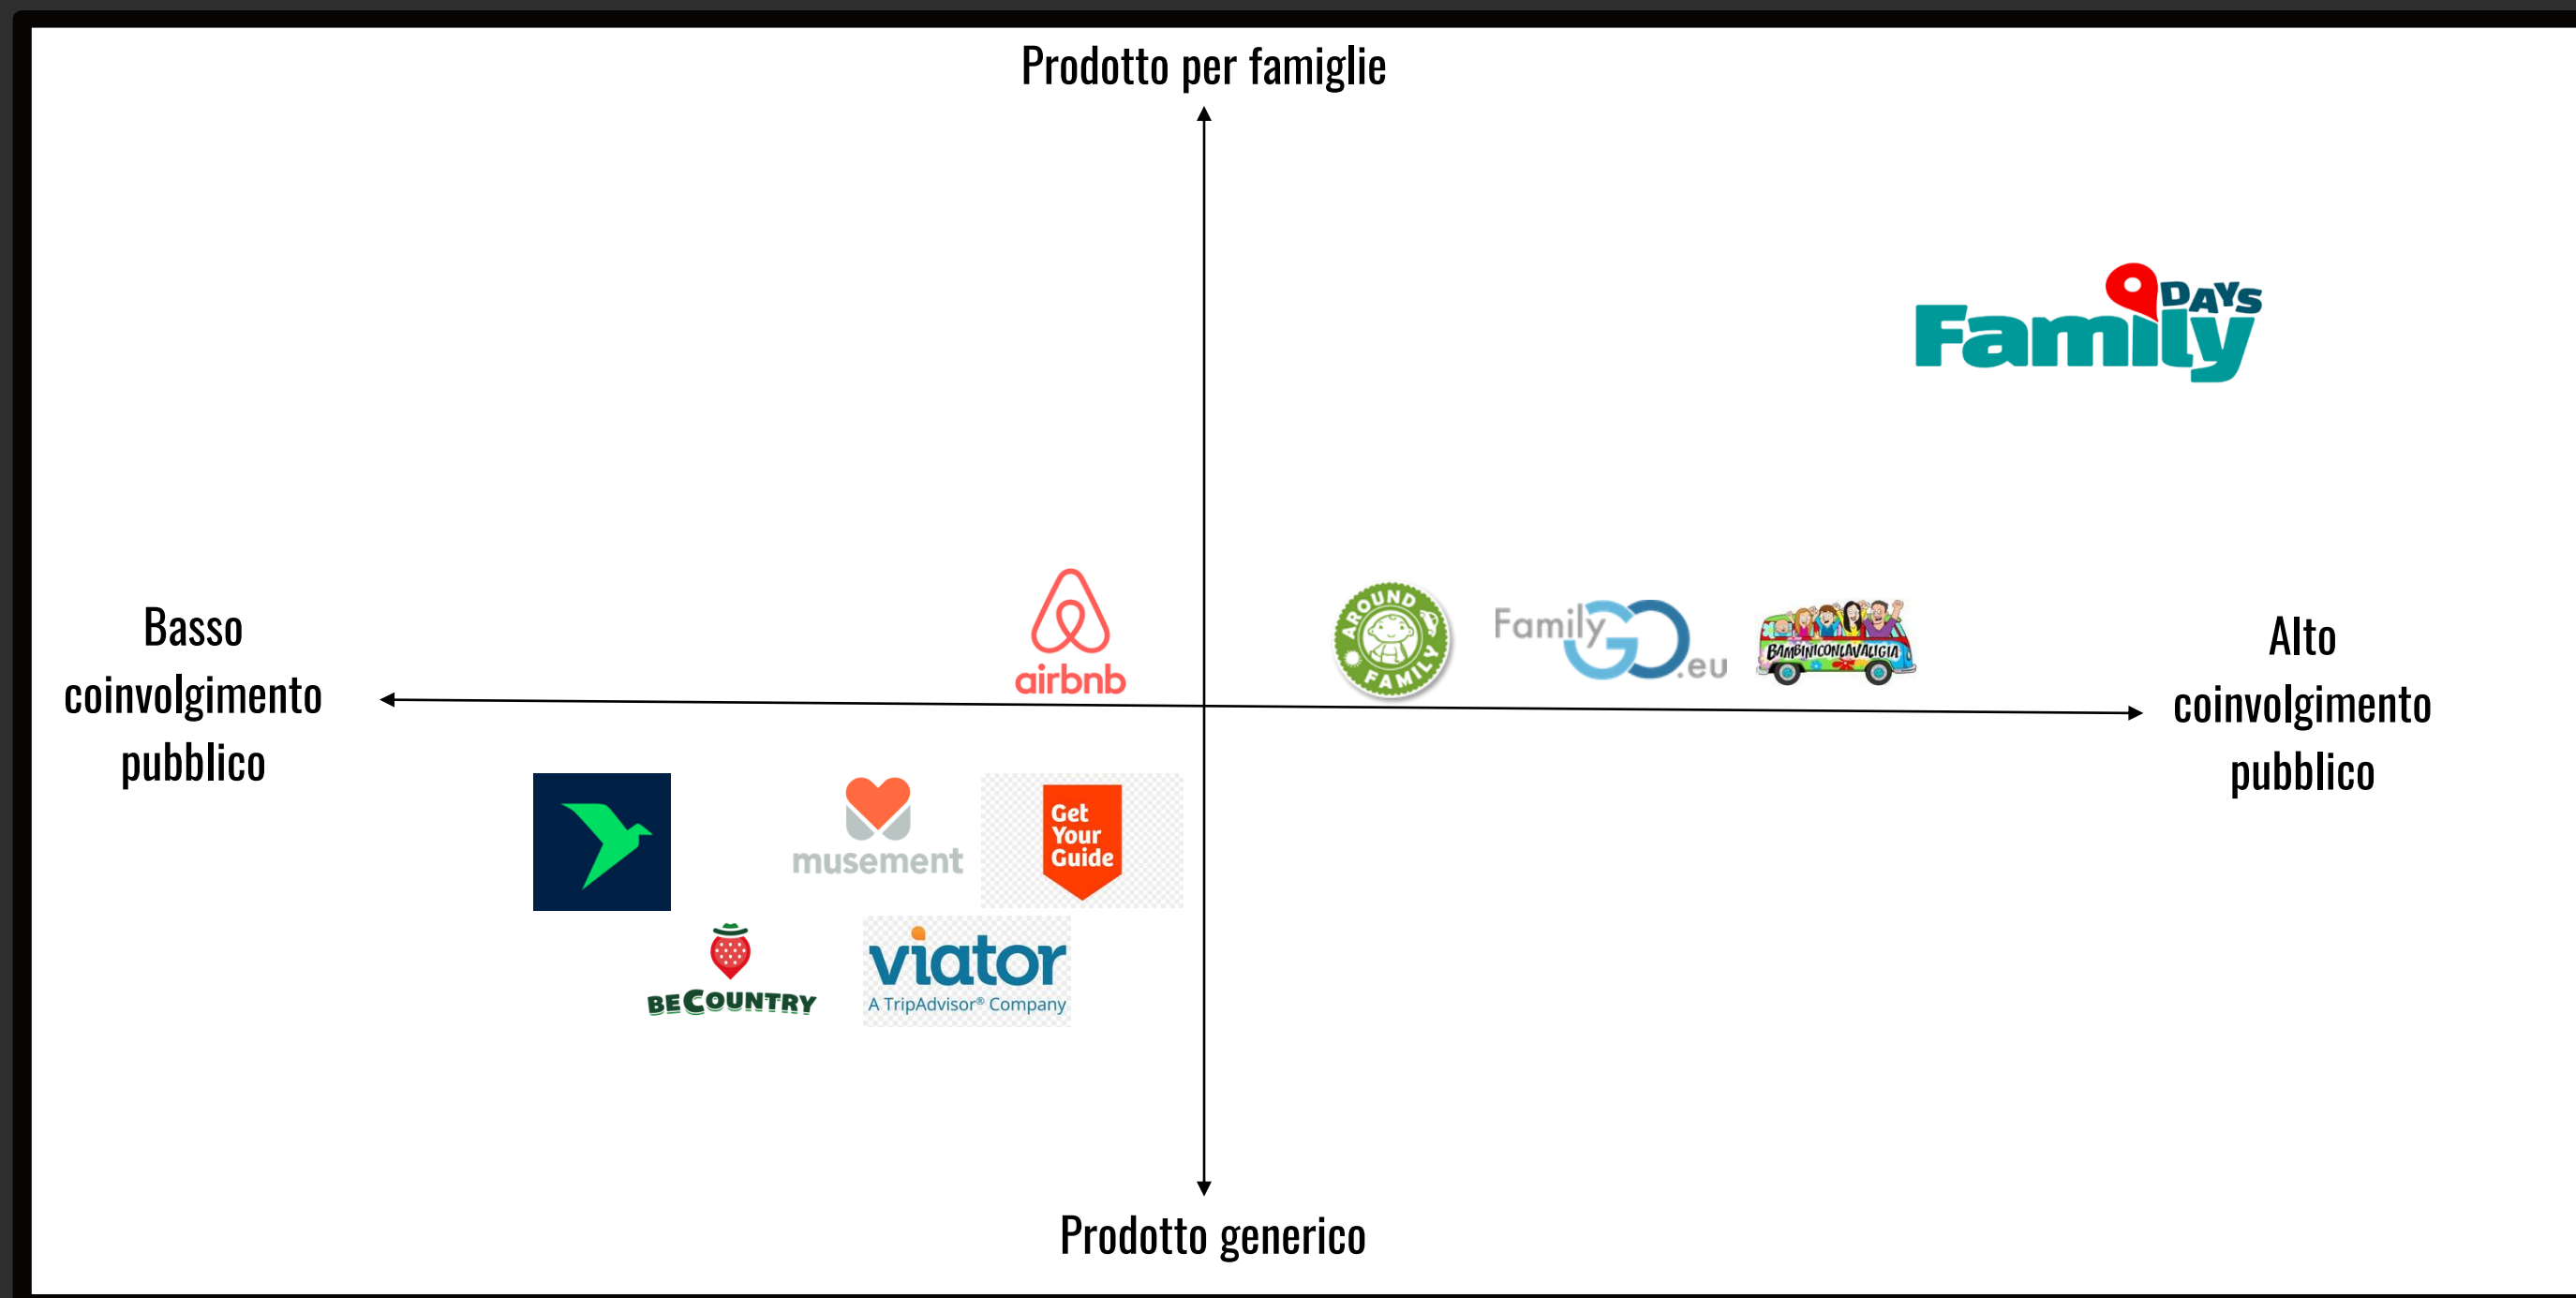 Prodotto per famiglie
Family DAYS
Basso
coinvolgimento
pubblico
airbnb
AROUND
FAMILY
FamilyGO.eu
BAMBINICONLAVALIGIA
Alto
coinvolgimento
pubblico
musement
Get
Your
Guide
BECOUNTRY
viator
A TripAdvisor® Company
Prodotto generico